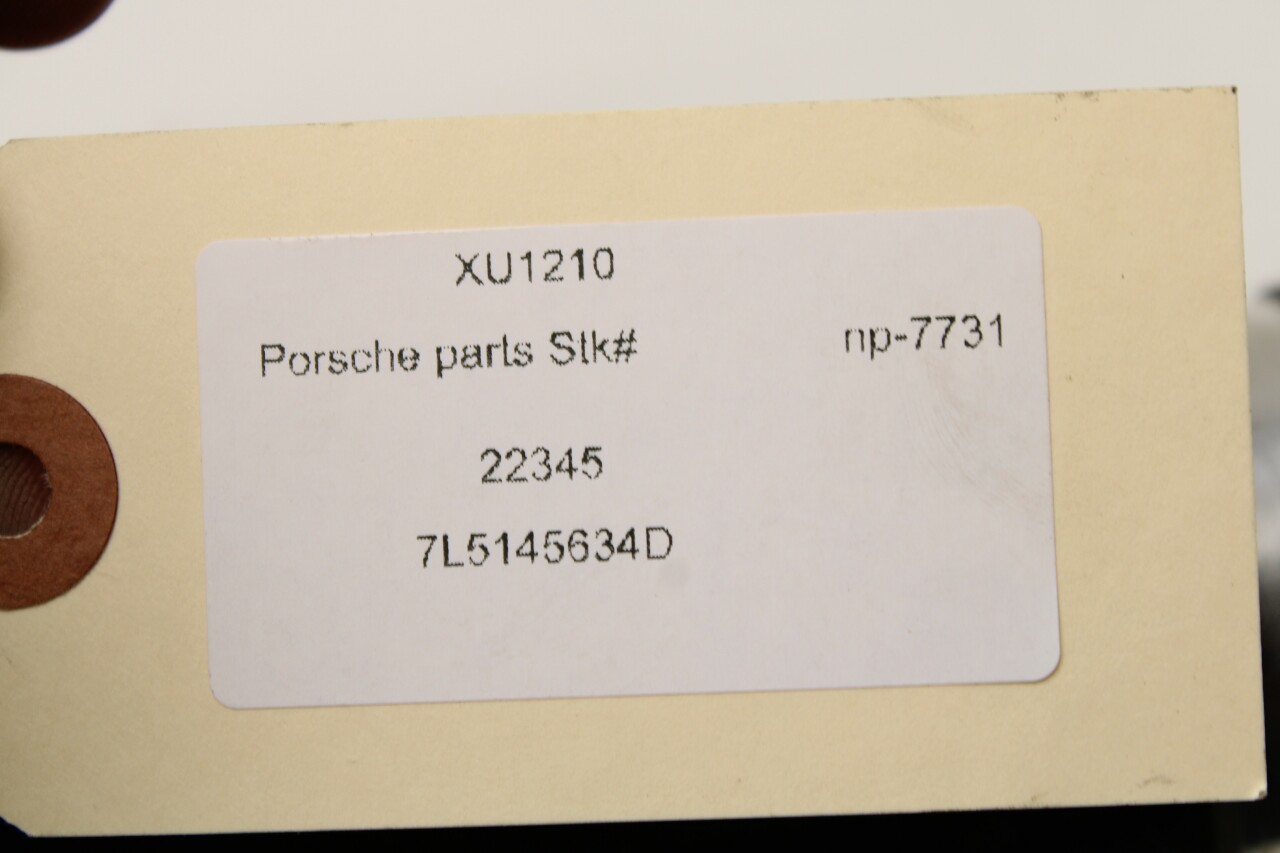 XU1210
Porsche parts Stk# np-7731
22345
7L5145634D